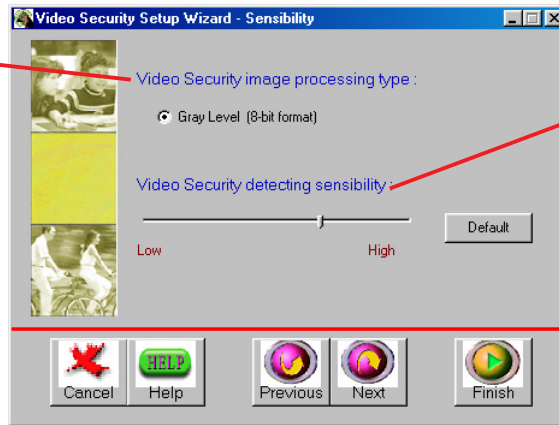 Video Security Setup Wizard - Sensibility
Video Security image processing type :
Gray Level (8-bit format)
Video Security detecting sensibility :
Default
Low High
HELP
Cancel Help Previous Next Finish